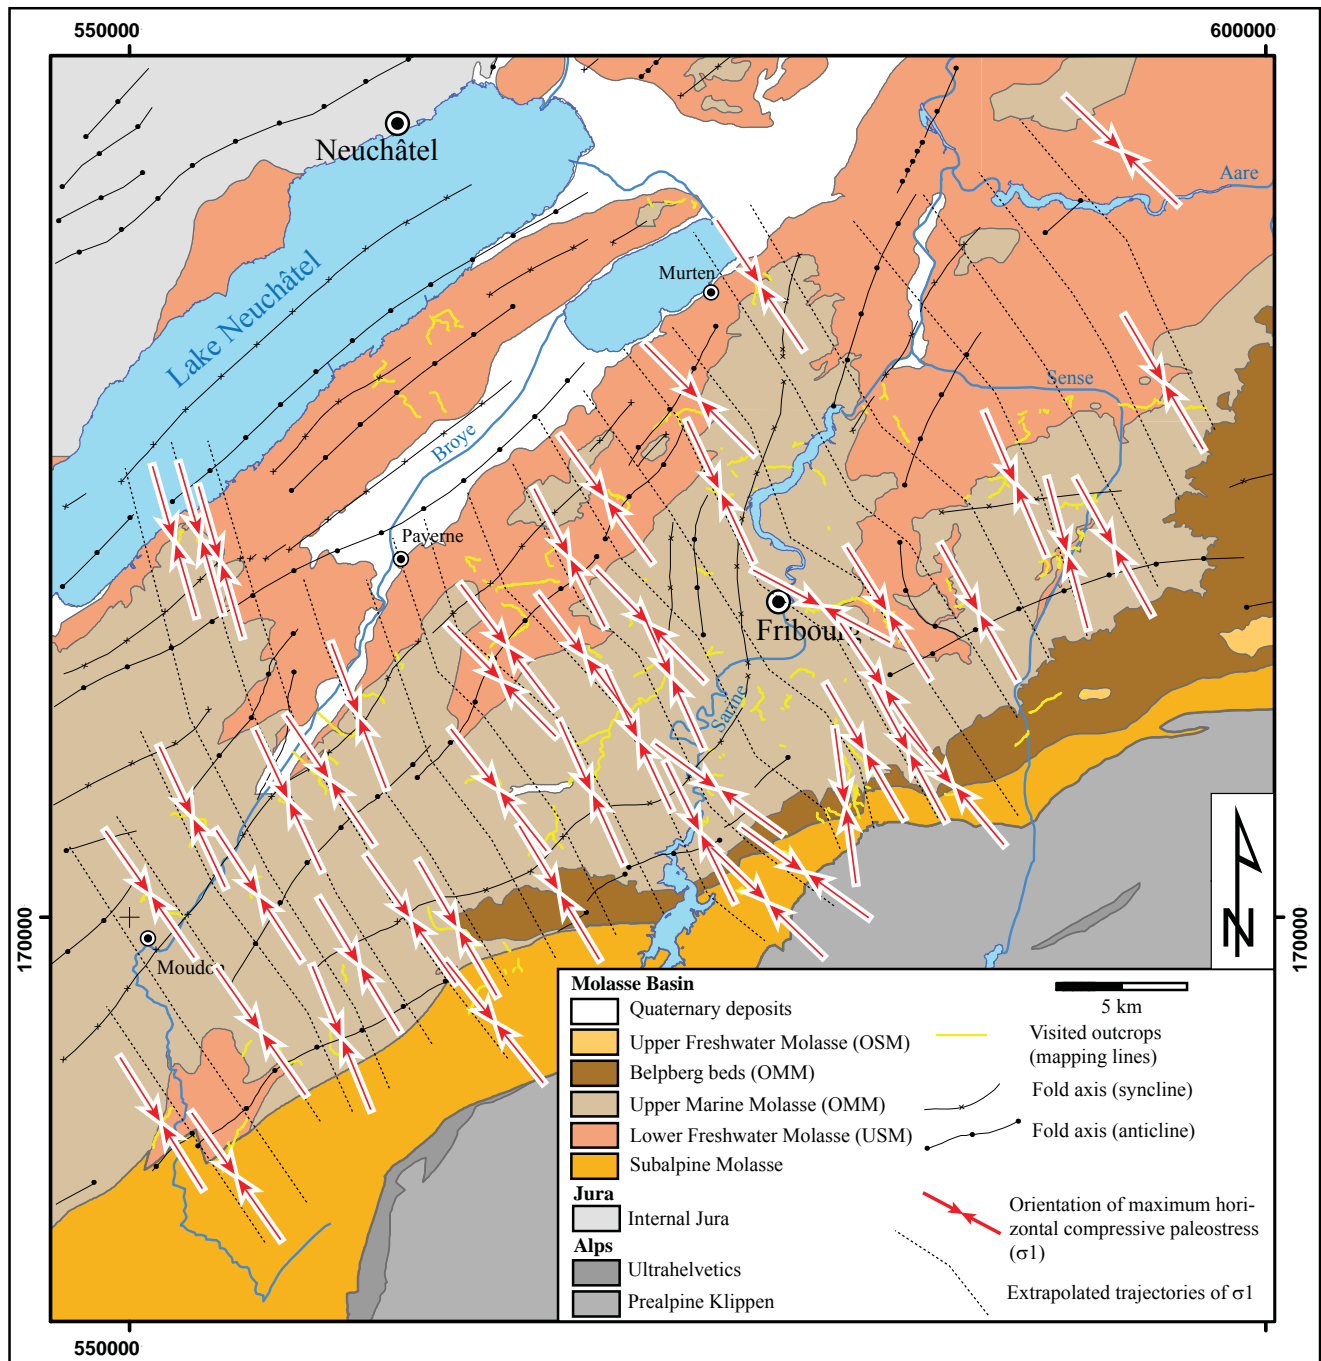 550000
600000
Neuchâtel
Aare
Lake Neuchâtel
Murten
Sense
Broye
Payerne
Fribourg
Sarine
170000
170000
Moudo
N
Molasse Basin
Quaternary deposits
Upper Freshwater Molasse (OSM)
Belpberg beds (OMM)
Upper Marine Molasse (OMM)
Lower Freshwater Molasse (USM)
Subalpine Molasse
Jura
Internal Jura
Alps
Ultrahelvetics
Prealpine Klippen
5 km
Visited outcrops
(mapping lines)
Fold axis (syncline)
Fold axis (anticline)
Orientation of maximum hori-
zontal compressive paleostress
(σ1)
Extrapolated trajectories of σ1
550000